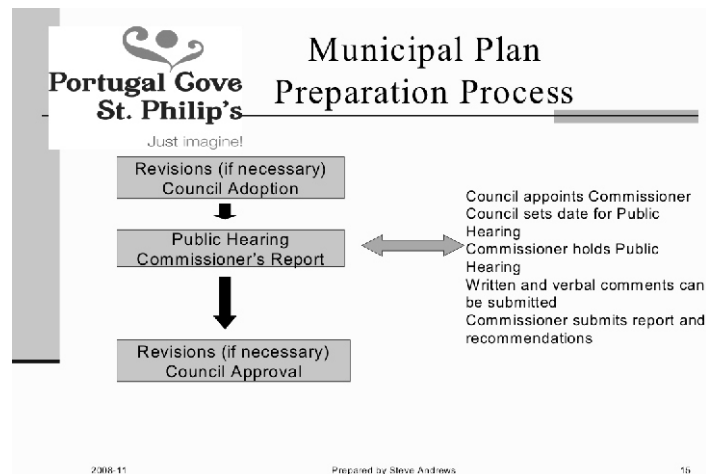 Municipal Plan
Preparation Process
Portugal Cove
St. Philip's
Just imagine!
Revisions (if necessary)
Council Adoption
Public Hearing
Commissioner's Report
Revisions (if necessary)
Council Approval
Council appoints Commissioner
Council sets date for Public
Hearing
Commissioner holds Public
Hearing
Written and verbal comments can
be submitted
Commissioner submits report and
recommendations
2008-11
Prepared by Steve Andrews
15